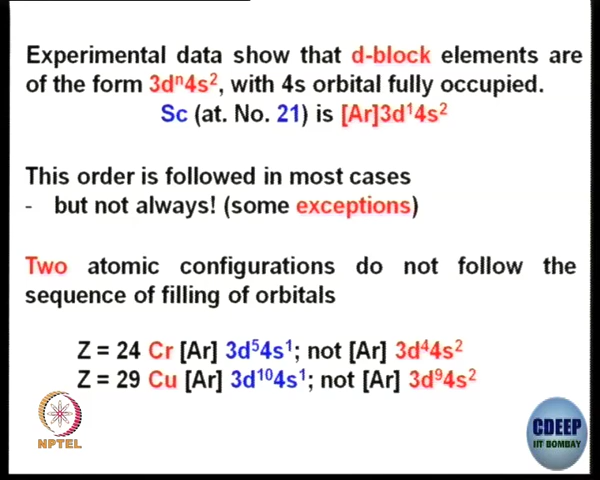 Experimental data show that d-block elements are
of the form 3dⁿ4s², with 4s orbital fully occupied.
Sc (at. No. 21) is [Ar]3d¹4s²
This order is followed in most cases
- but not always! (some exceptions)
Two atomic configurations do not follow the
sequence of filling of orbitals
Z = 24 Cr [Ar] 3d⁵4s¹; not [Ar] 3d⁴4s²
Z = 29 Cu [Ar] 3d¹⁰4s¹; not [Ar] 3d⁹4s²
NPTEL
CDEEP
IIT BOMBAY